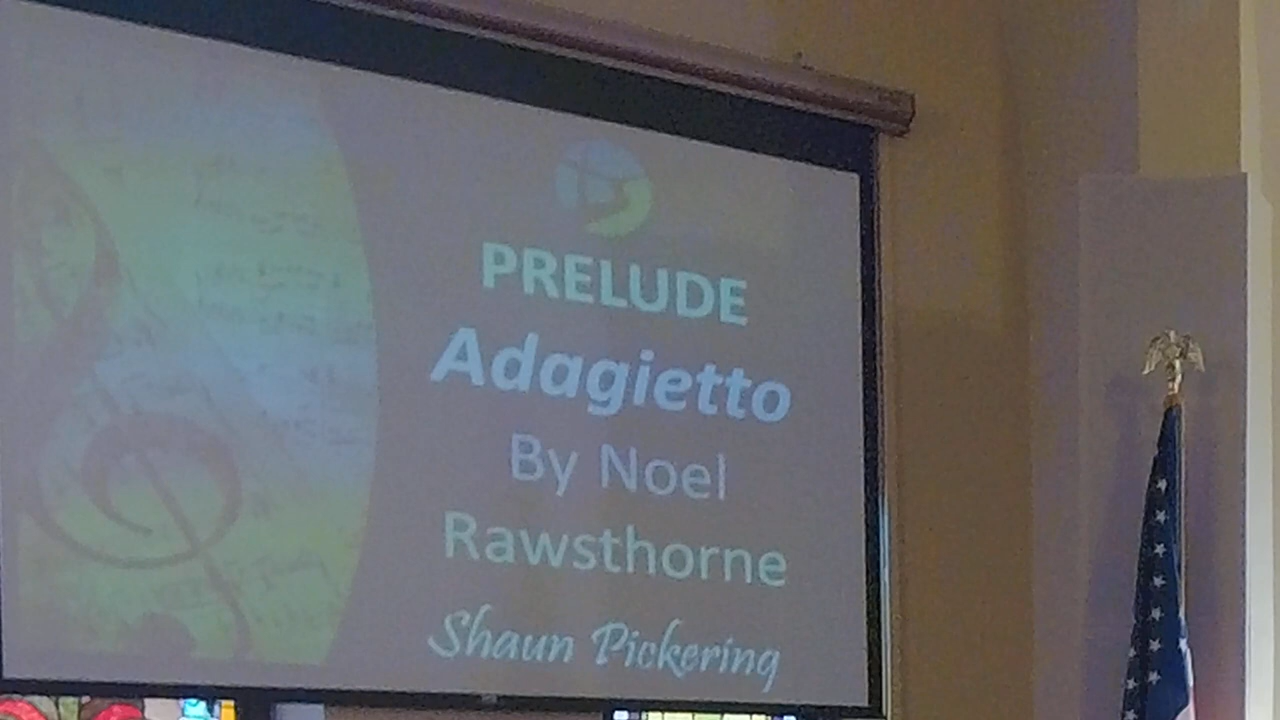 PRELUDE
Adagietto
By Noel
Rawsthorne
Shaun Pickering